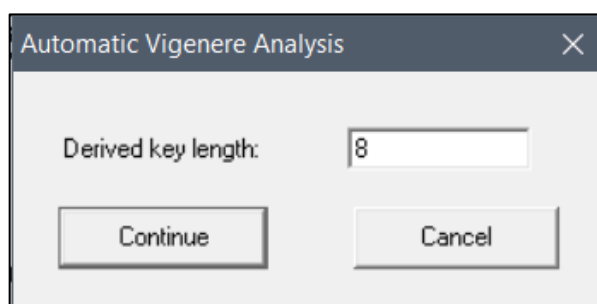 Automatic Vigenere Analysis
Derived key length: 8
Continue Cancel